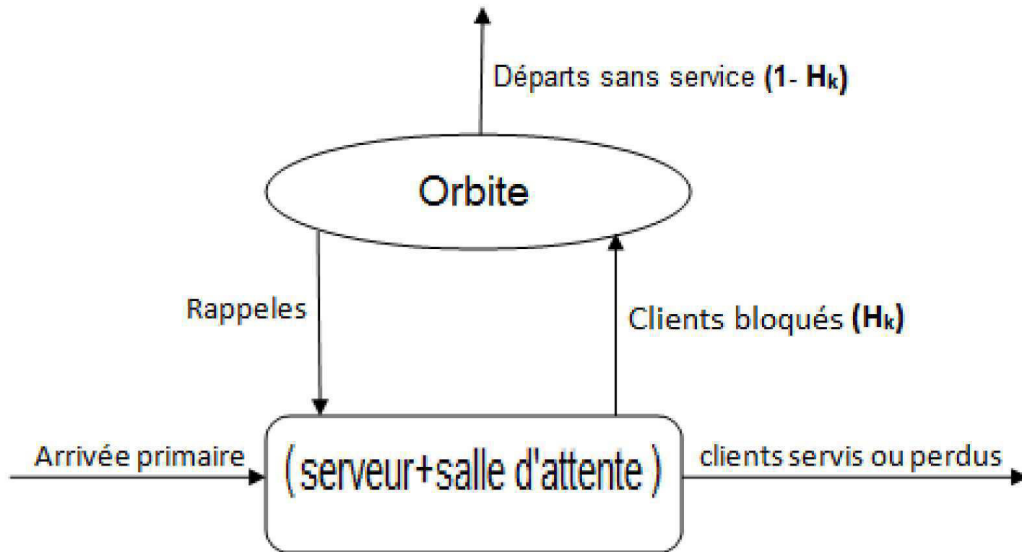 Départs sans service (1- Hₖ)
Orbite
Rappeles
Clients bloqués (Hₖ)
Arrivée primaire
( serveur+salle d'attente )
clients servis ou perdus